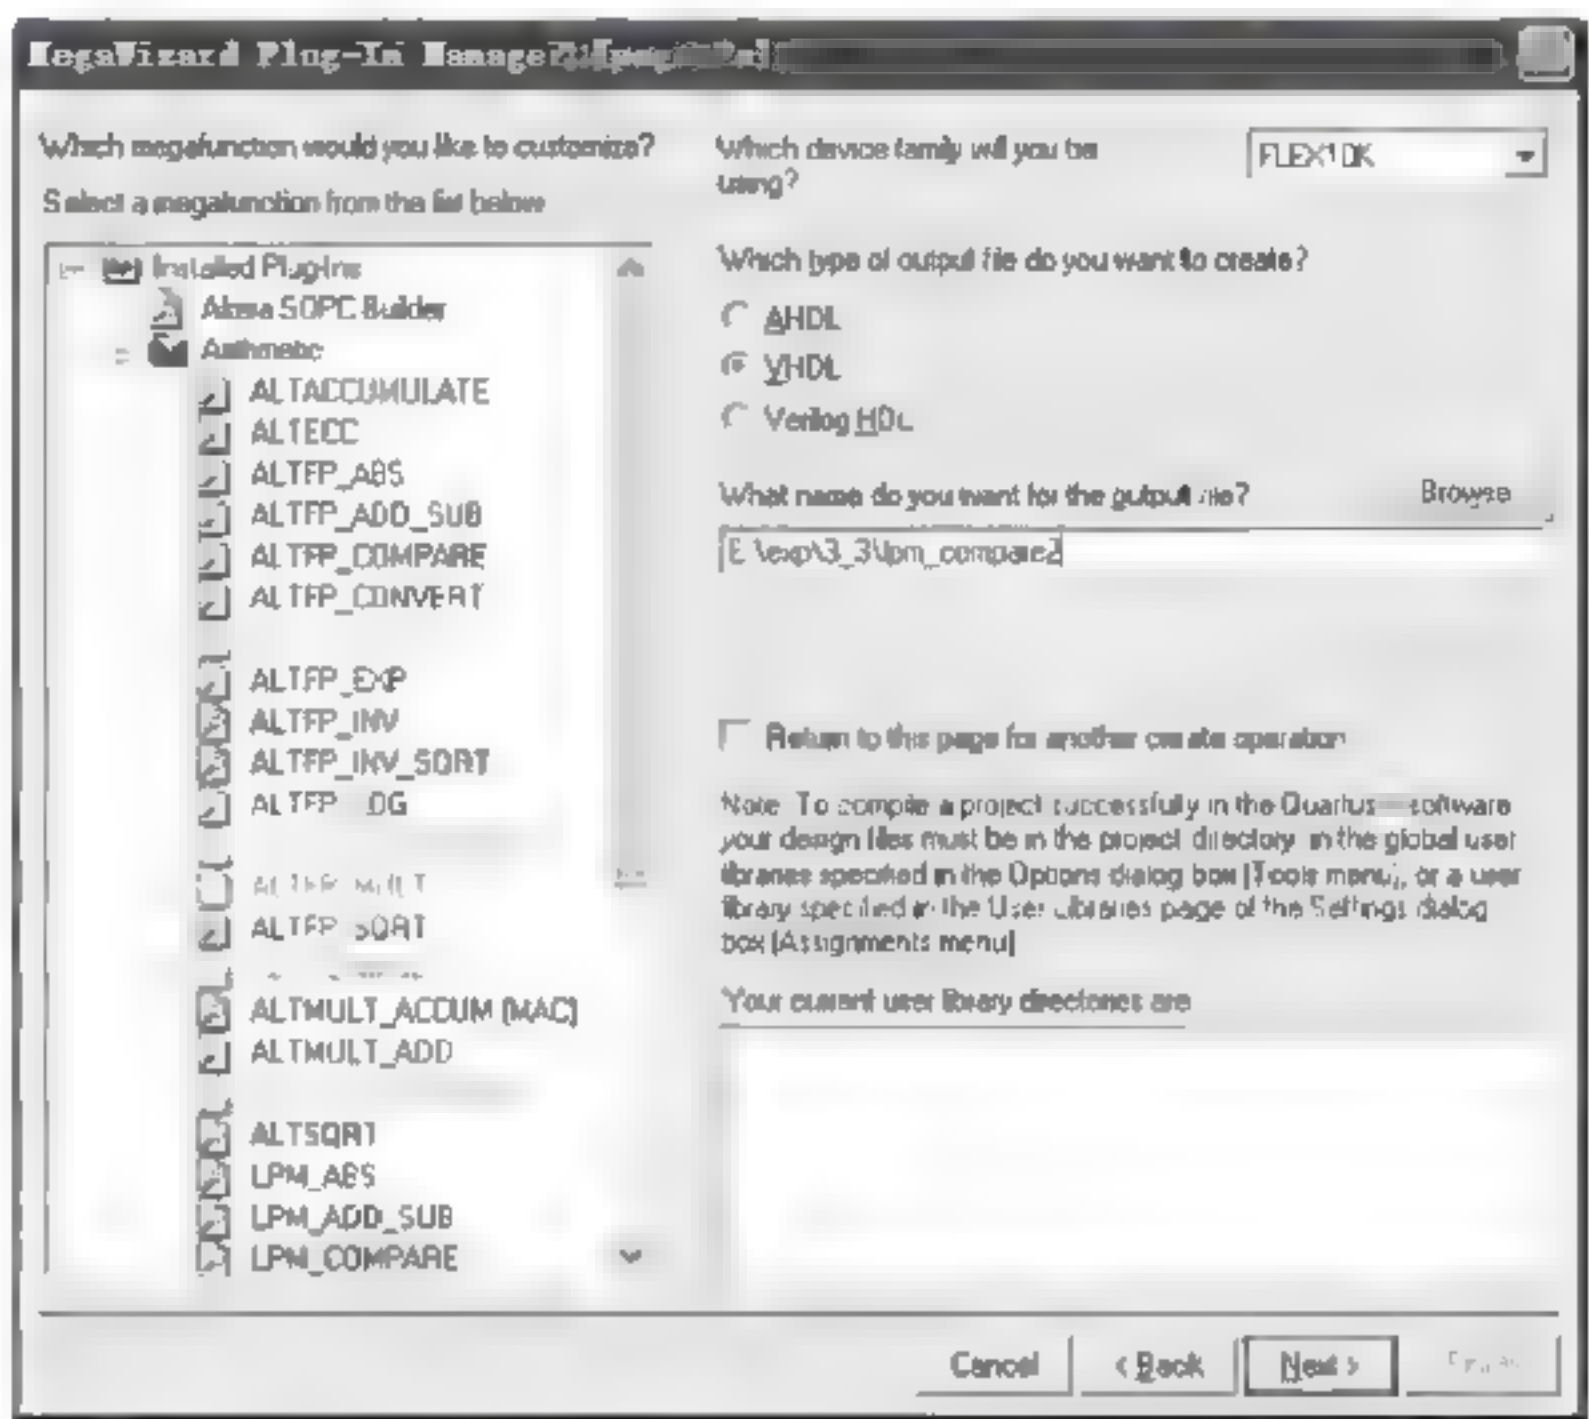 MegaWizard Plug-In Manager
Which megafunction would you like to customize?
Select a megafunction from the list below
Installed Plug-Ins
Altera SOPC Builder
Arithmetic
ALTACCUMULATE
ALTECC
ALTFP_ABS
ALTFP_ADD_SUB
ALTFP_COMPARE
ALTFP_CONVERT
ALTFP_EXP
ALTFP_INV
ALTFP_INV_SQRT
ALTFP_LOG
ALTFP_MULT
ALTFP_SQRT
ALTMULT_ACCUM (MAC)
ALTMULT_ADD
ALTSQRT
LPM_ABS
LPM_ADD_SUB
LPM_COMPARE
Which device family will you be
using?
FLEX10K
Which type of output file do you want to create?
AHDL
VHDL
Verilog HDL
What name do you want for the output file?
Browse
E:\exp\3_3\lpm_compare2
Return to this page for another create operation
Note: To compile a project successfully in the Quartus software
your design files must be in the project directory, in the global user
libraries specified in the Options dialog box (Tools menu), or a user
library specified in the User Libraries page of the Settings dialog
box (Assignments menu)
Your current user library directories are
Cancel
< Back
Next >
Finish